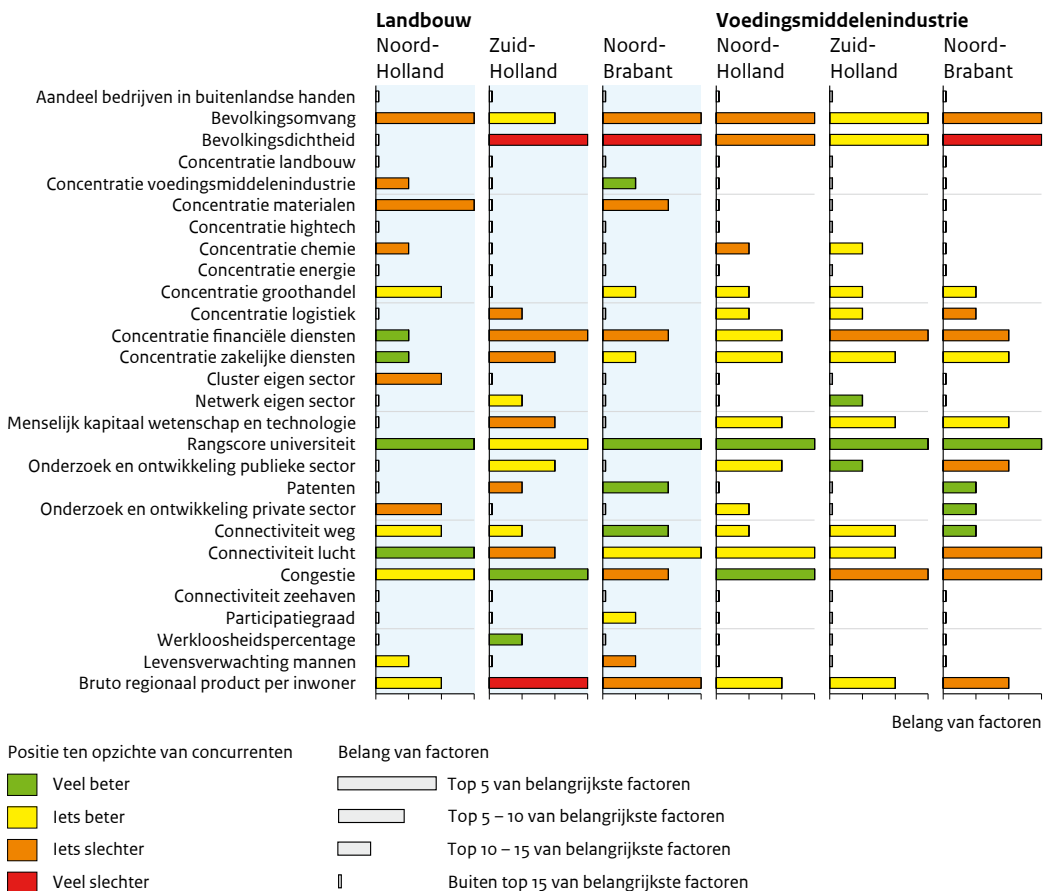 Landbouw
Voedingsmiddelenindustrie
Noord-
Holland
Zuid-
Holland
Noord-
Brabant
Noord-
Holland
Zuid-
Holland
Noord-
Brabant
Aandeel bedrijven in buitenlandse handen
Bevolkingsomvang
Bevolkingsdichtheid
Concentratie landbouw
Concentratie voedingsmiddelenindustrie
Concentratie materialen
Concentratie hightech
Concentratie chemie
Concentratie energie
Concentratie groothandel
Concentratie logistiek
Concentratie financiële diensten
Concentratie zakelijke diensten
Cluster eigen sector
Netwerk eigen sector
Menselijk kapitaal wetenschap en technologie
Rangscore universiteit
Onderzoek en ontwikkeling publieke sector
Patenten
Onderzoek en ontwikkeling private sector
Connectiviteit weg
Connectiviteit lucht
Congestie
Connectiviteit zeehaven
Participatiegraad
Werkloosheidspercentage
Levensverwachting mannen
Bruto regionaal product per inwoner
Belang van factoren
Positie ten opzichte van concurrenten
Veel beter
Iets beter
Iets slechter
Veel slechter
Belang van factoren
Top 5 van belangrijkste factoren
Top 5 – 10 van belangrijkste factoren
Top 10 – 15 van belangrijkste factoren
Buiten top 15 van belangrijkste factoren